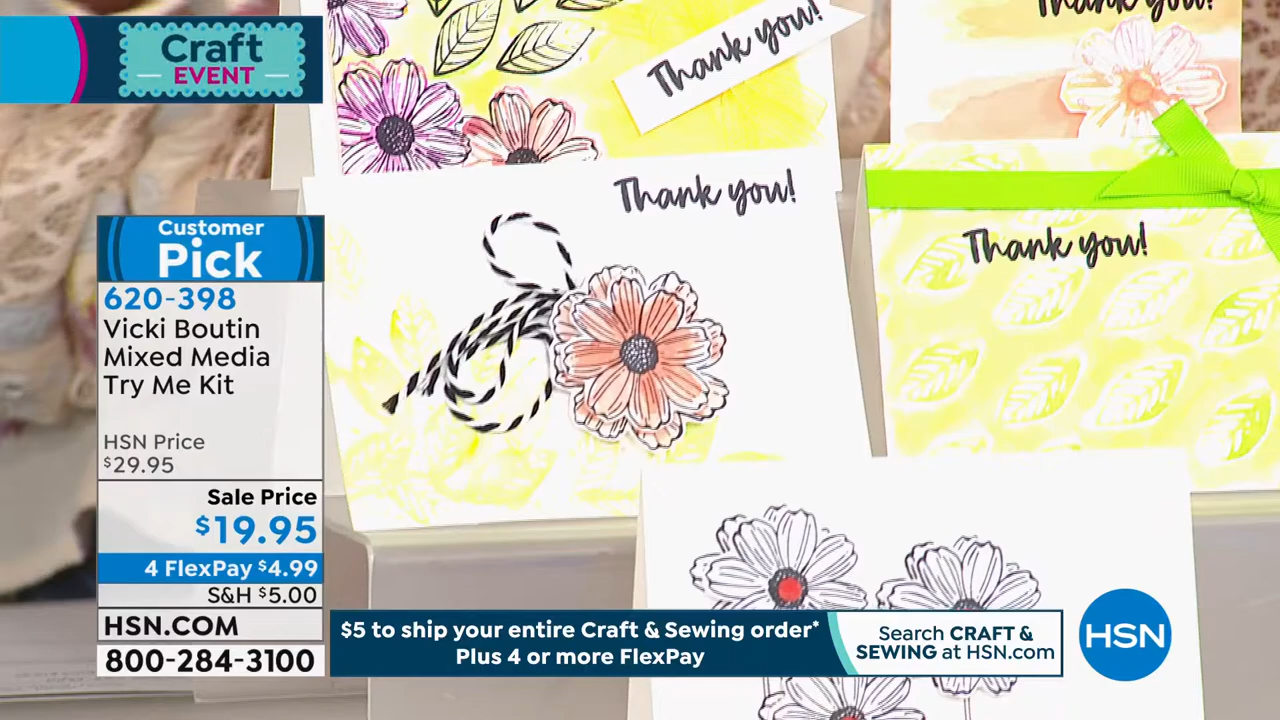 Craft
EVENT
Thank you!
Thank you!
Thank you!
Thank you!
Customer
Pick
620-398
Vicki Boutin
Mixed Media
Try Me Kit
HSN Price
$29.95
Sale Price
$19.95
4 FlexPay $4.99
S&H $5.00
HSN.COM
800-284-3100
$5 to ship your entire Craft & Sewing order*
Plus 4 or more FlexPay
Search CRAFT &
SEWING at HSN.com
HSN